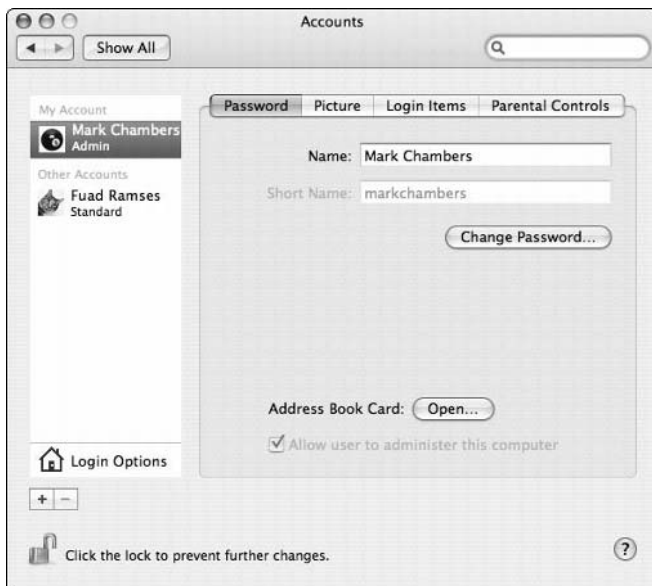 Accounts
Show All
My Account
Mark Chambers
Admin
Other Accounts
Fuad Ramses
Standard
Login Options
Password Picture Login Items Parental Controls
Name: Mark Chambers
Short Name: markchambers
Change Password...
Address Book Card: Open...
Allow user to administer this computer
+ −
Click the lock to prevent further changes.
?